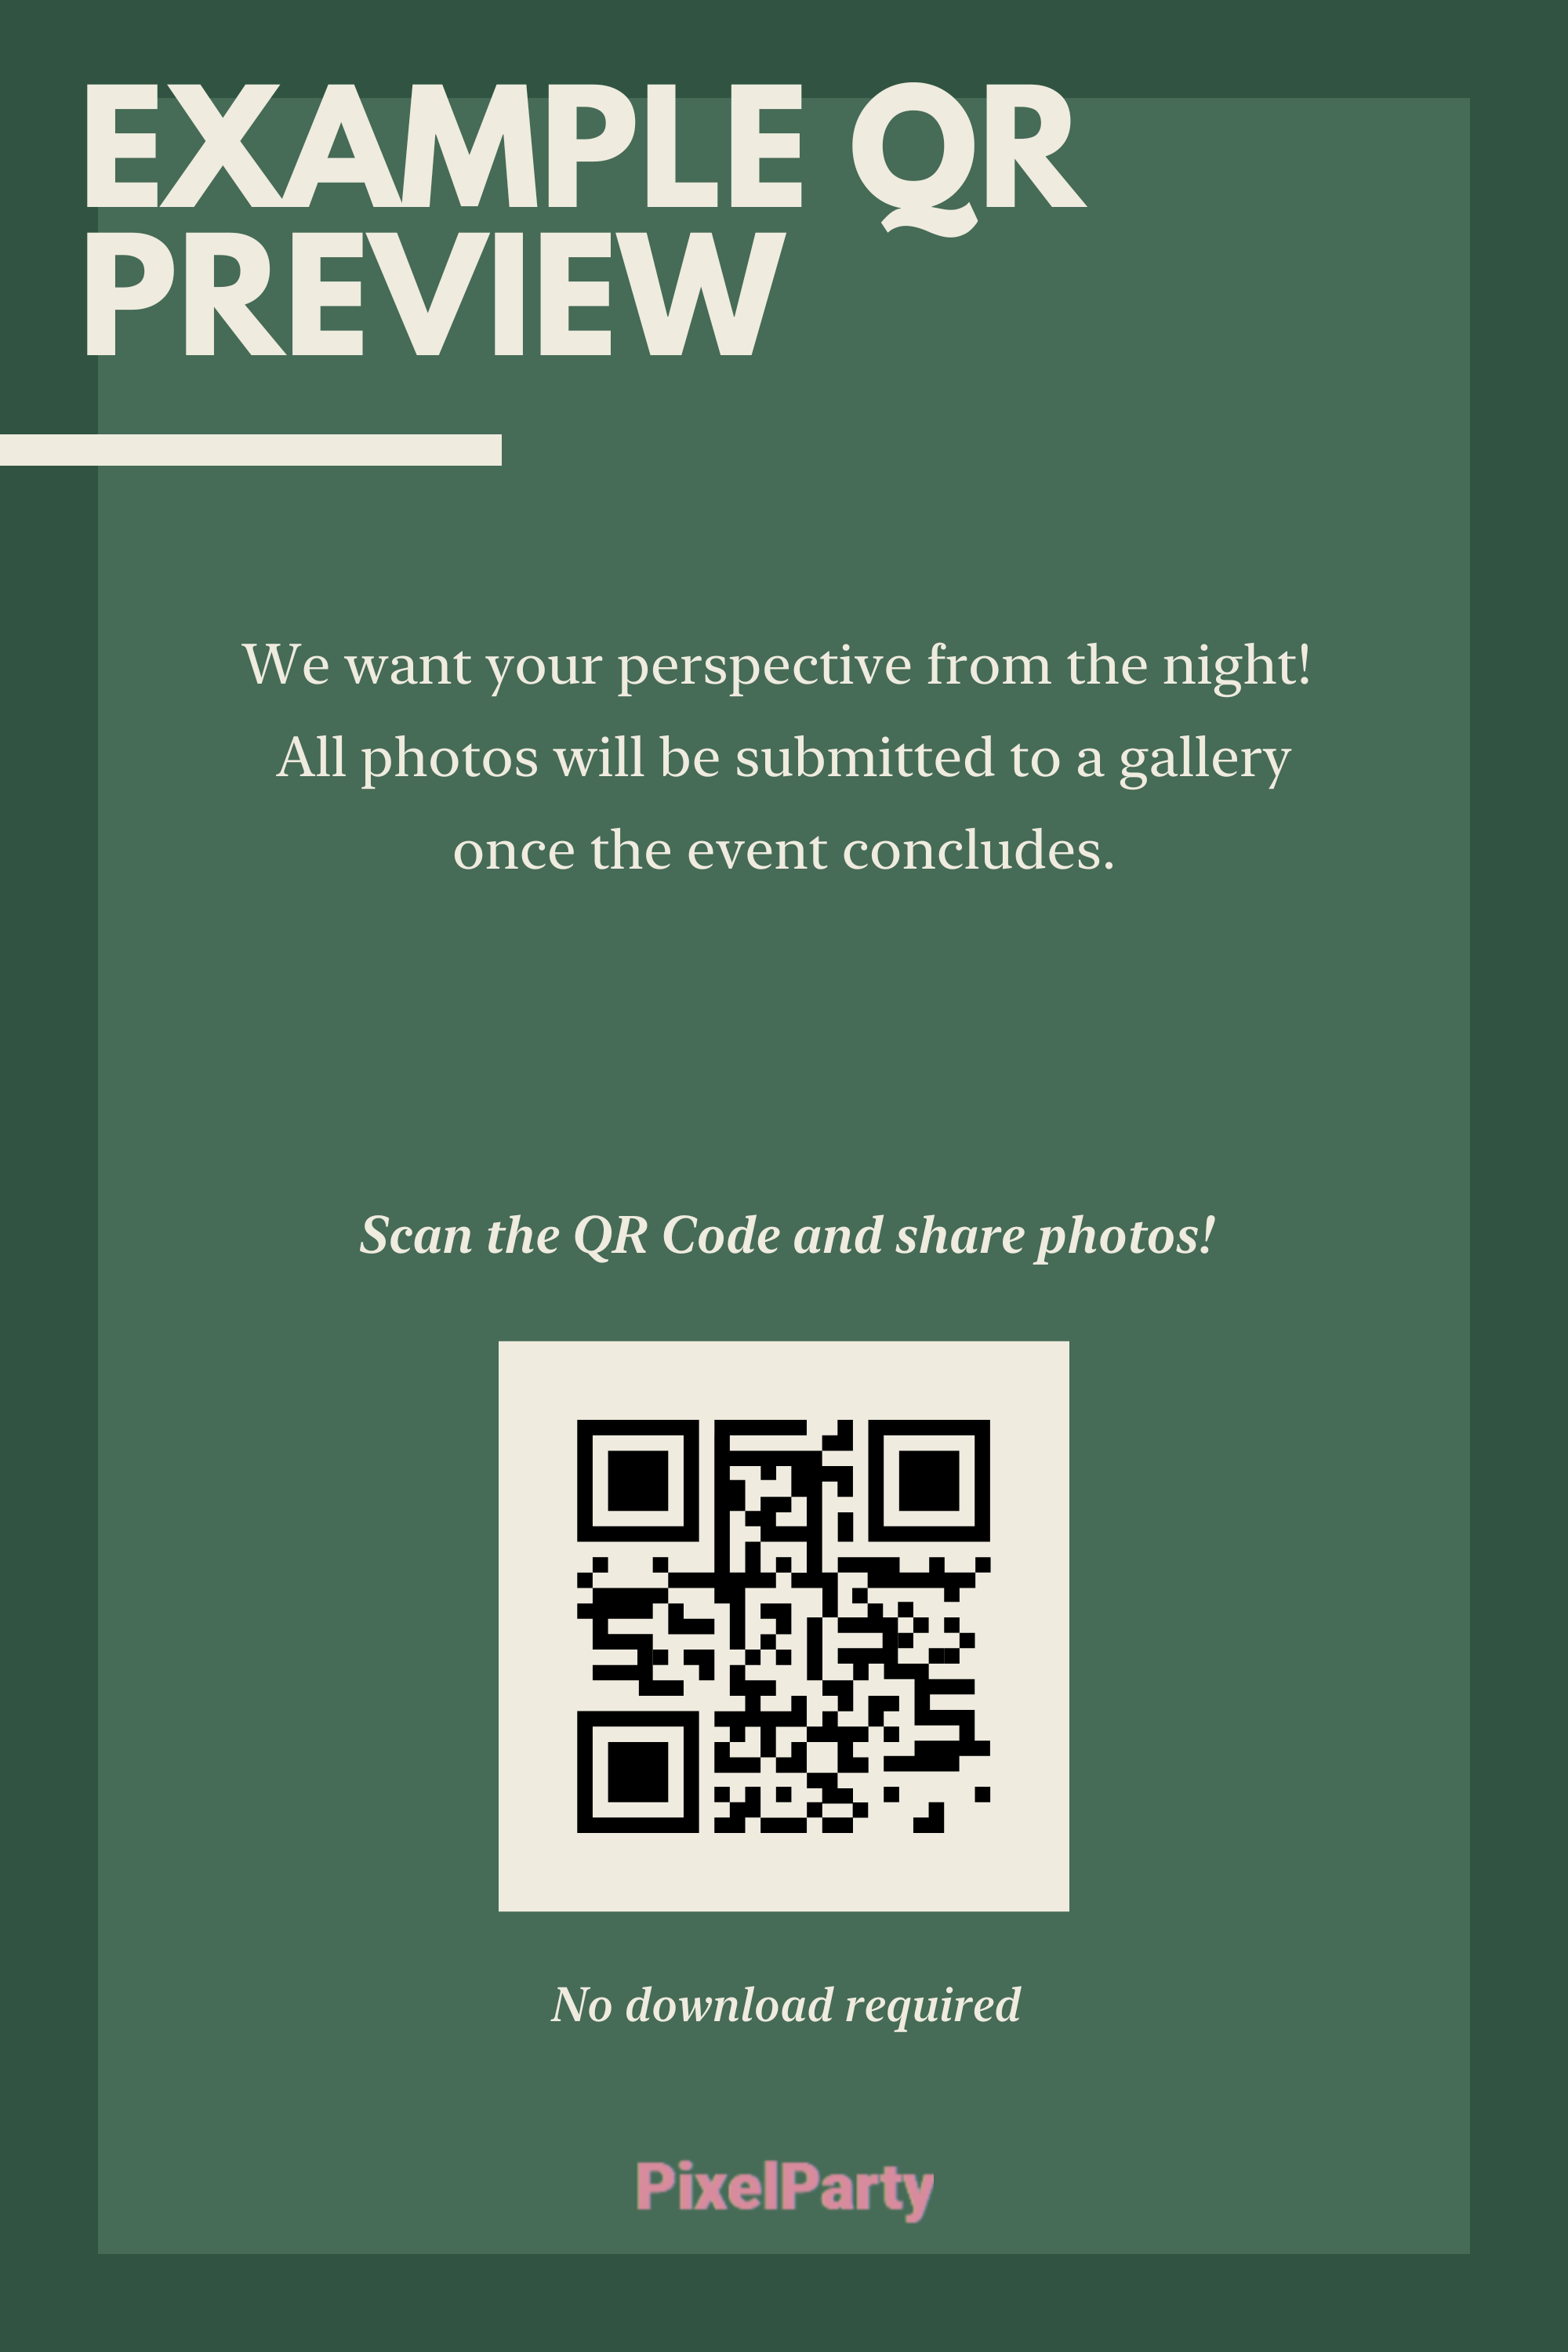 EXAMPLE QR
PREVIEW
We want your perspective from the night!
All photos will be submitted to a gallery
once the event concludes.
Scan the QR Code and share photos!
No download required
PixelParty